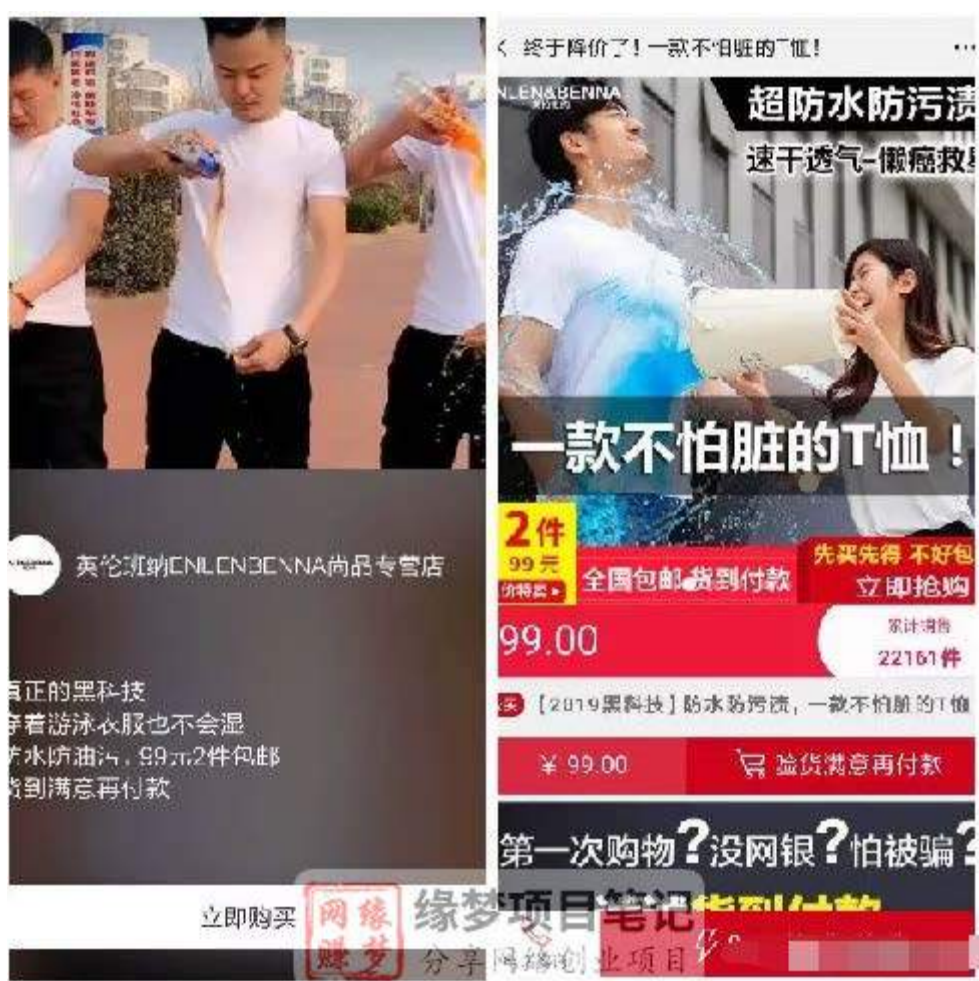 英伦班纳ENLENBENNA尚品专营店
真正的黑科技
穿着游泳衣服也不会湿
防水防油污，99元2件包邮
货到满意再付款
立即购买
终于降价了！一款不怕脏的T恤！
NLEN&BENNA
超防水防污渍
速干透气-懒癌救星
一款不怕脏的T恤！
2件
99元
价特卖
全国包邮 货到付款
先买先得 不好包
立即抢购
99.00
累计销售
22161件
【2019黑科技】防水防污渍，一款不怕脏的T恤
¥ 99.00
验货满意再付款
第一次购物?没网银?怕被骗?
货到付款
网缘
赚梦
缘梦项目笔记
分享网络创业项目